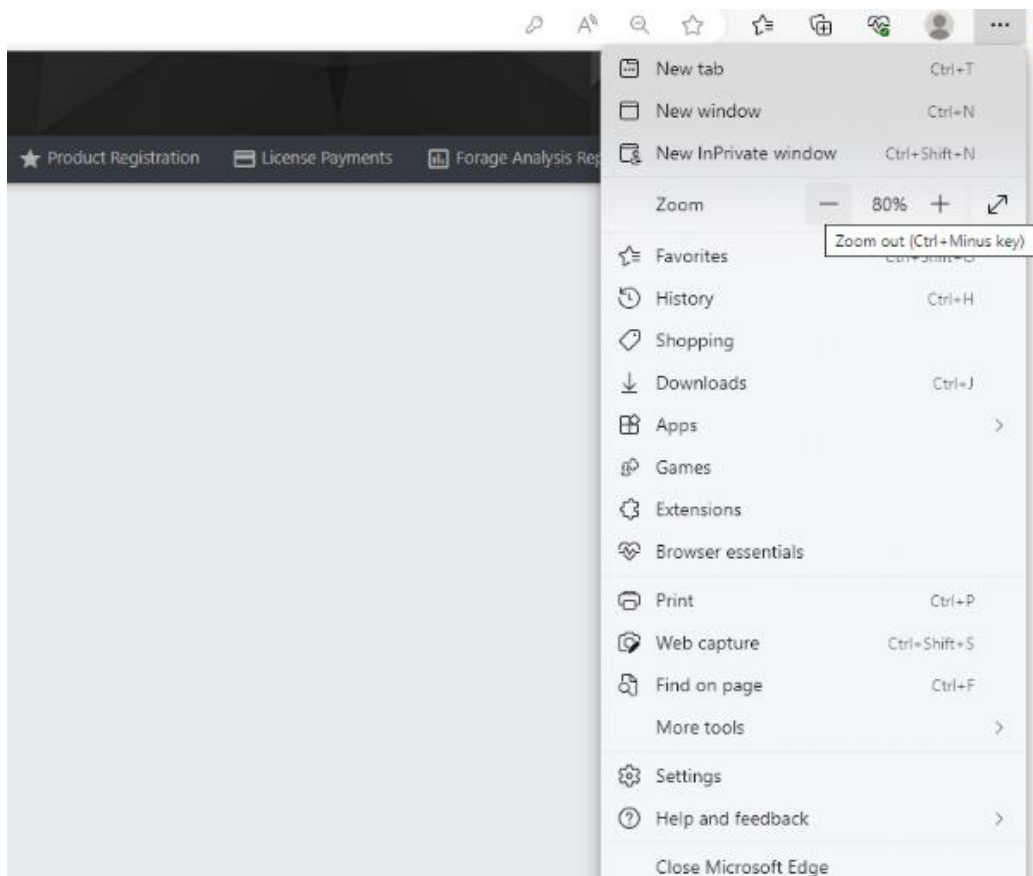 A
New tab Ctrl+T
New window Ctrl+N
Product Registration License Payments Forage Analysis Rep
New InPrivate window Ctrl+Shift+N
Zoom 80%
Zoom out (Ctrl+Minus key)
Favorites
History Ctrl+H
Shopping
Downloads Ctrl+J
Apps
Games
Extensions
Browser essentials
Print Ctrl+P
Web capture Ctrl+Shift+S
Find on page Ctrl+F
More tools
Settings
Help and feedback
Close Microsoft Edge